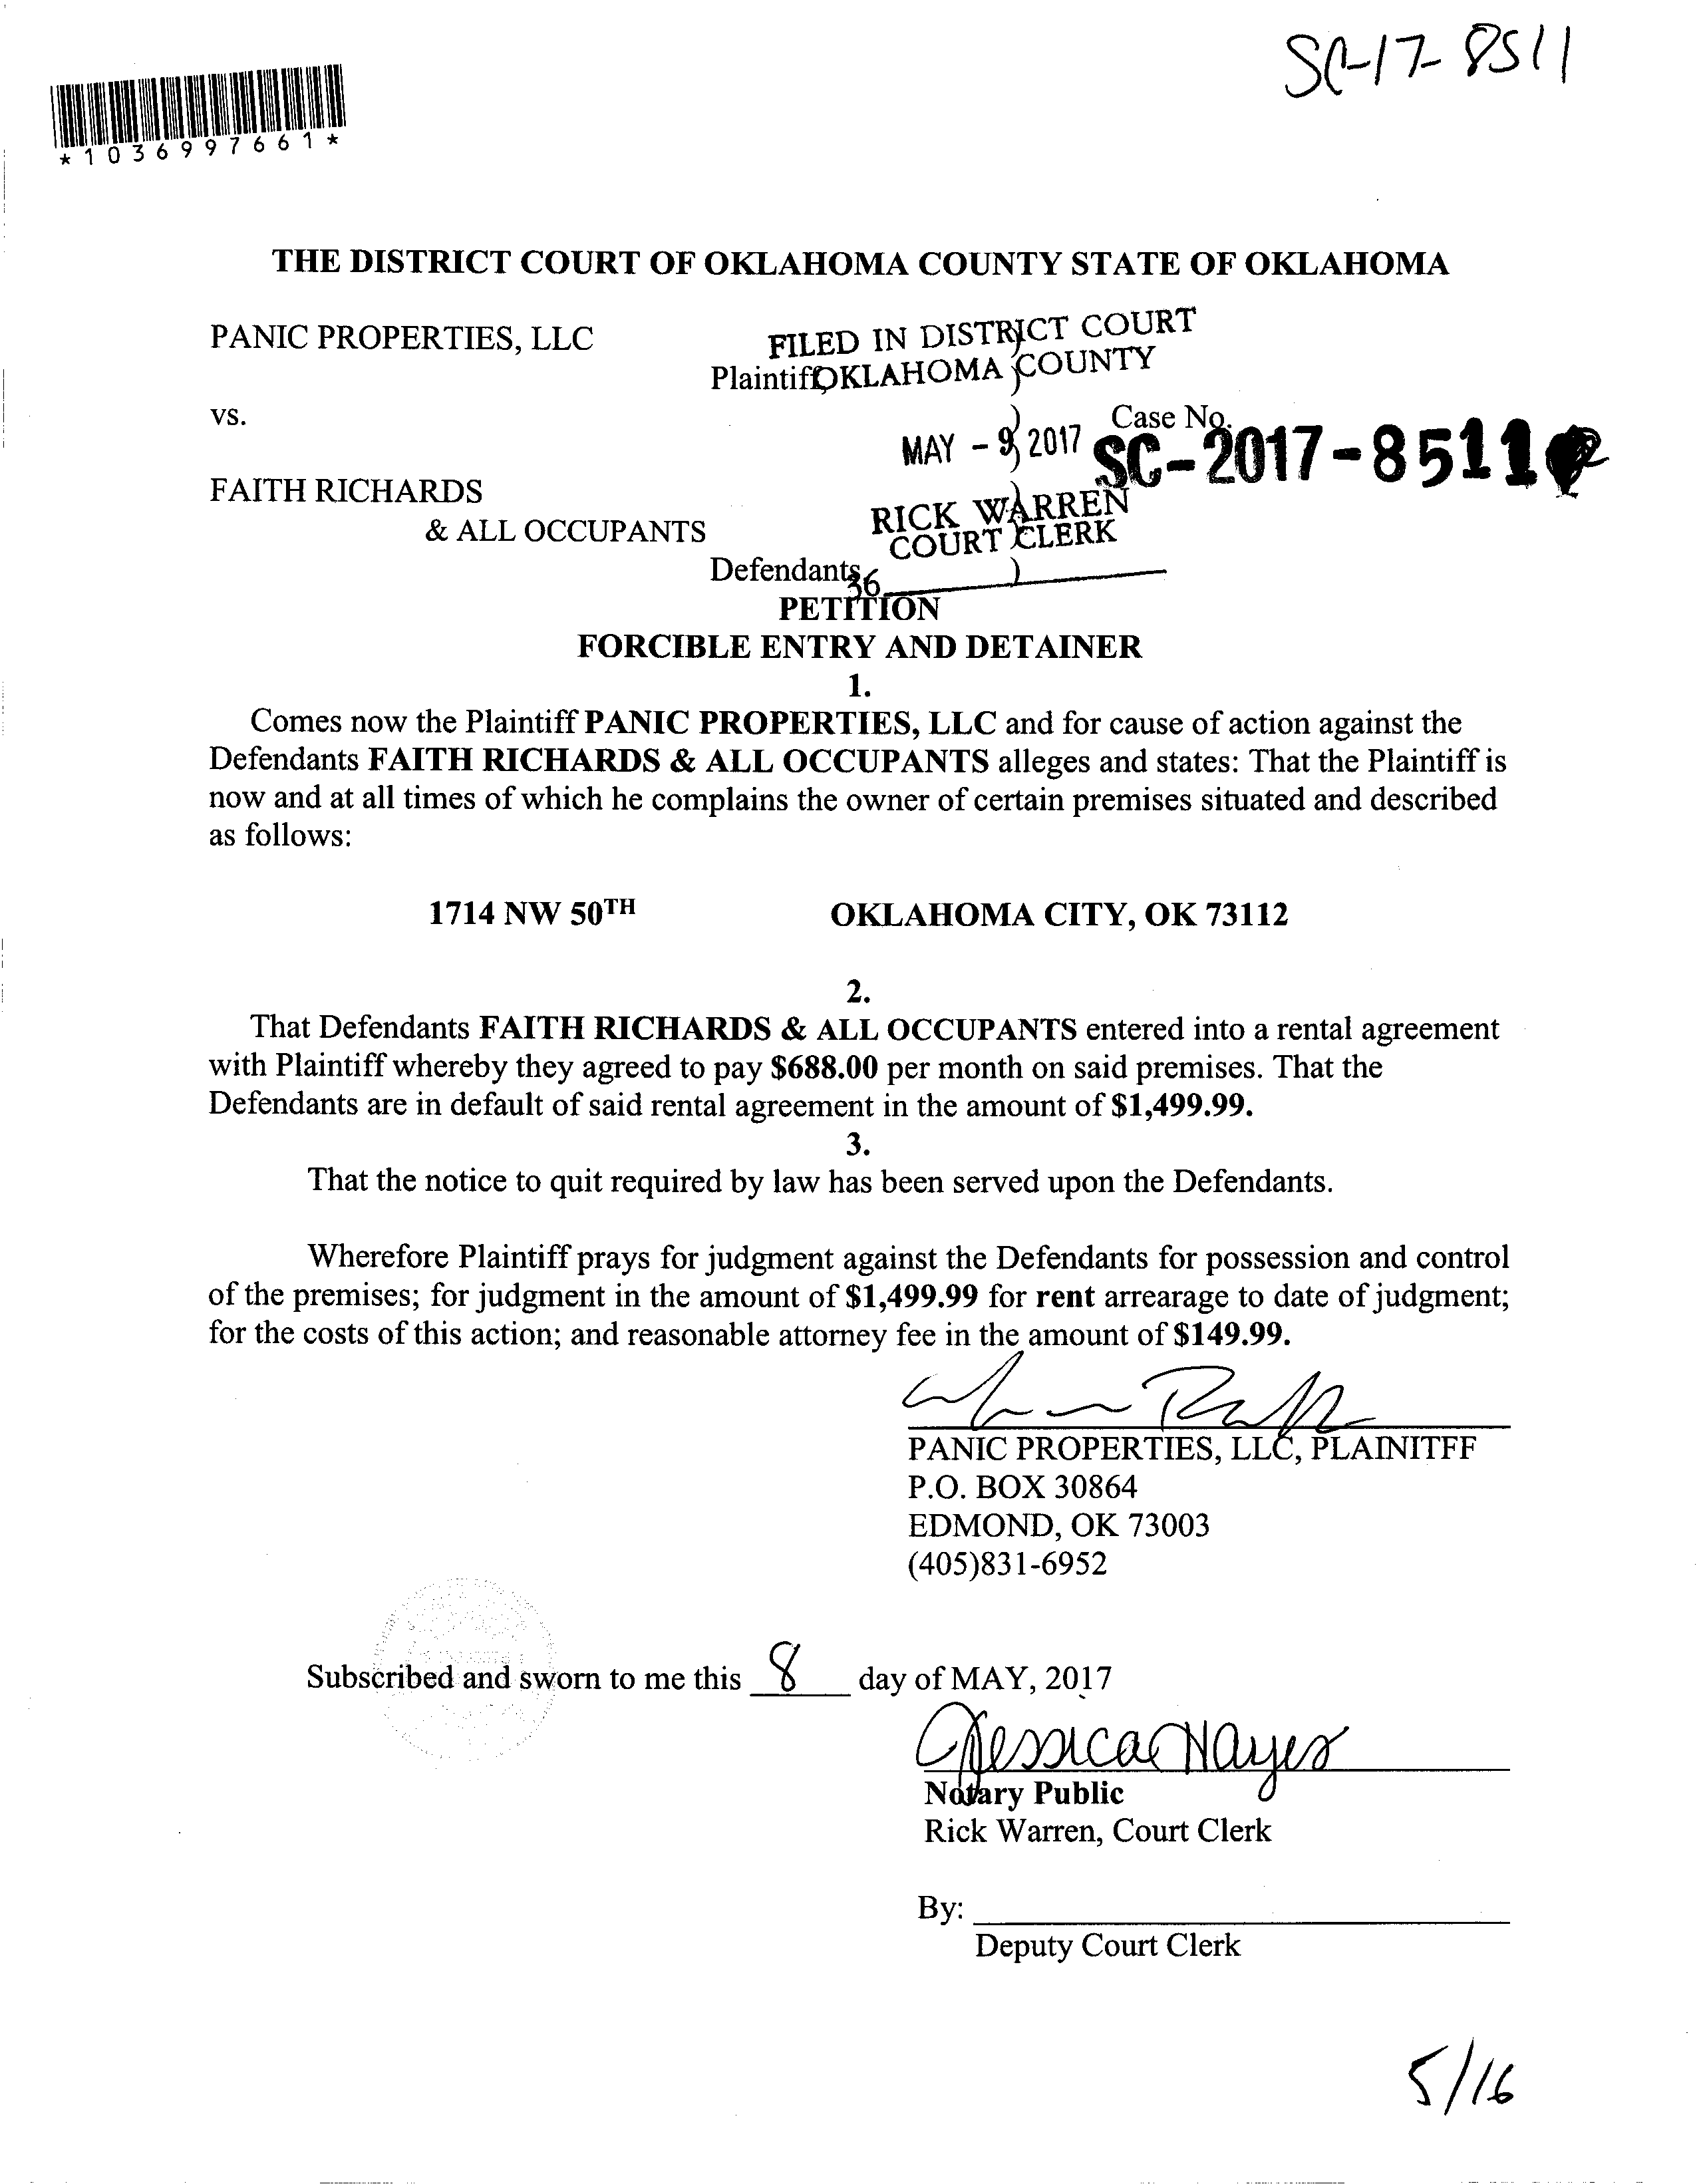 SC-17-8511
*1036997661*
THE DISTRICT COURT OF OKLAHOMA COUNTY STATE OF OKLAHOMA
PANIC PROPERTIES, LLC
FILED IN DISTRICT COURT
OKLAHOMA COUNTY
Plaintiff,
)
vs.
Case No.
MAY - 9 2017
SC-2017-8511
FAITH RICHARDS
& ALL OCCUPANTS
RICK WARREN
COURT CLERK
Defendants
)
36
PETITION
FORCIBLE ENTRY AND DETAINER
1.
Comes now the Plaintiff PANIC PROPERTIES, LLC and for cause of action against the
Defendants FAITH RICHARDS & ALL OCCUPANTS alleges and states: That the Plaintiff is
now and at all times of which he complains the owner of certain premises situated and described
as follows:
1714 NW 50TH OKLAHOMA CITY, OK 73112
2.
That Defendants FAITH RICHARDS & ALL OCCUPANTS entered into a rental agreement
with Plaintiff whereby they agreed to pay $688.00 per month on said premises. That the
Defendants are in default of said rental agreement in the amount of $1,499.99.
3.
That the notice to quit required by law has been served upon the Defendants.
Wherefore Plaintiff prays for judgment against the Defendants for possession and control
of the premises; for judgment in the amount of $1,499.99 for rent arrearage to date of judgment;
for the costs of this action; and reasonable attorney fee in the amount of $149.99.
PANIC PROPERTIES, LLC, PLAINITFF
P.O. BOX 30864
EDMOND, OK 73003
(405)831-6952
Subscribed and sworn to me this 8 day of MAY, 2017
Jessica Hayes
Notary Public
Rick Warren, Court Clerk
By:
Deputy Court Clerk
5/16